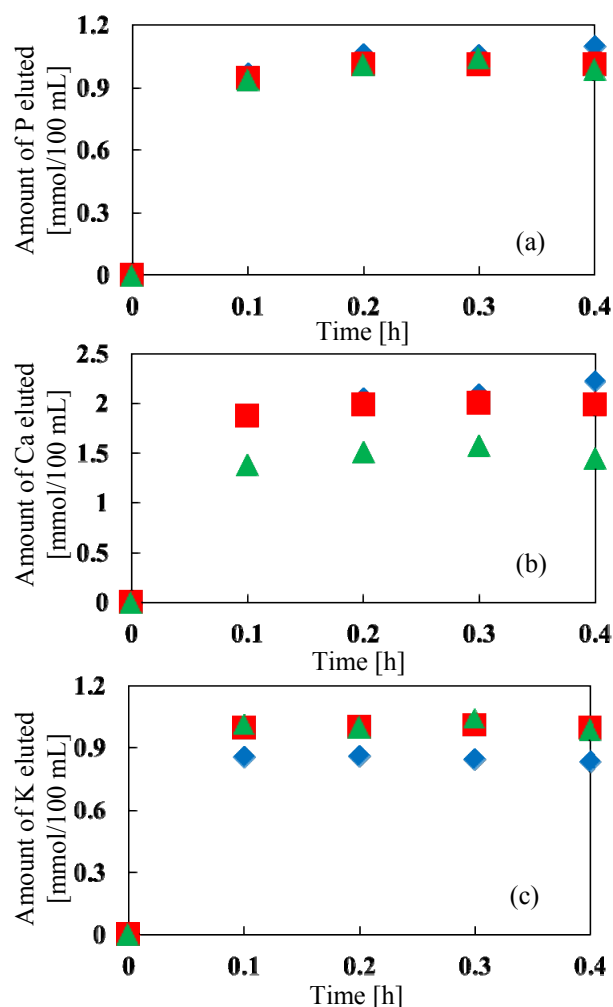 Amount of P eluted
[mmol/100 mL]
1.2
0.9
0.6
0.3
0
(a)
0 0.1 0.2 0.3 0.4
Time [h]
Amount of Ca eluted
[mmol/100 mL]
2.5
2
1.5
1
0.5
0
(b)
0 0.1 0.2 0.3 0.4
Time [h]
Amount of K eluted
[mmol/100 mL]
1.2
0.9
0.6
0.3
0
(c)
0 0.1 0.2 0.3 0.4
Time [h]